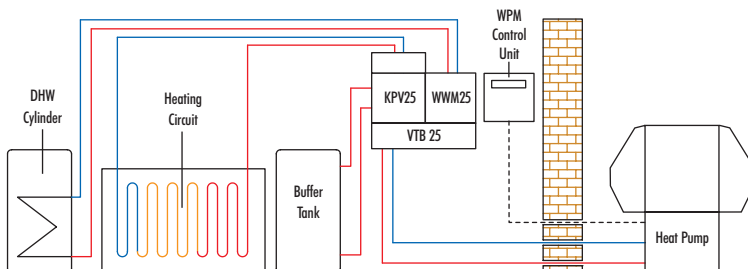 DHW
Cylinder
Heating
Circuit
Buffer
Tank
KPV25
WWM25
VTB 25
WPM
Control
Unit
Heat Pump